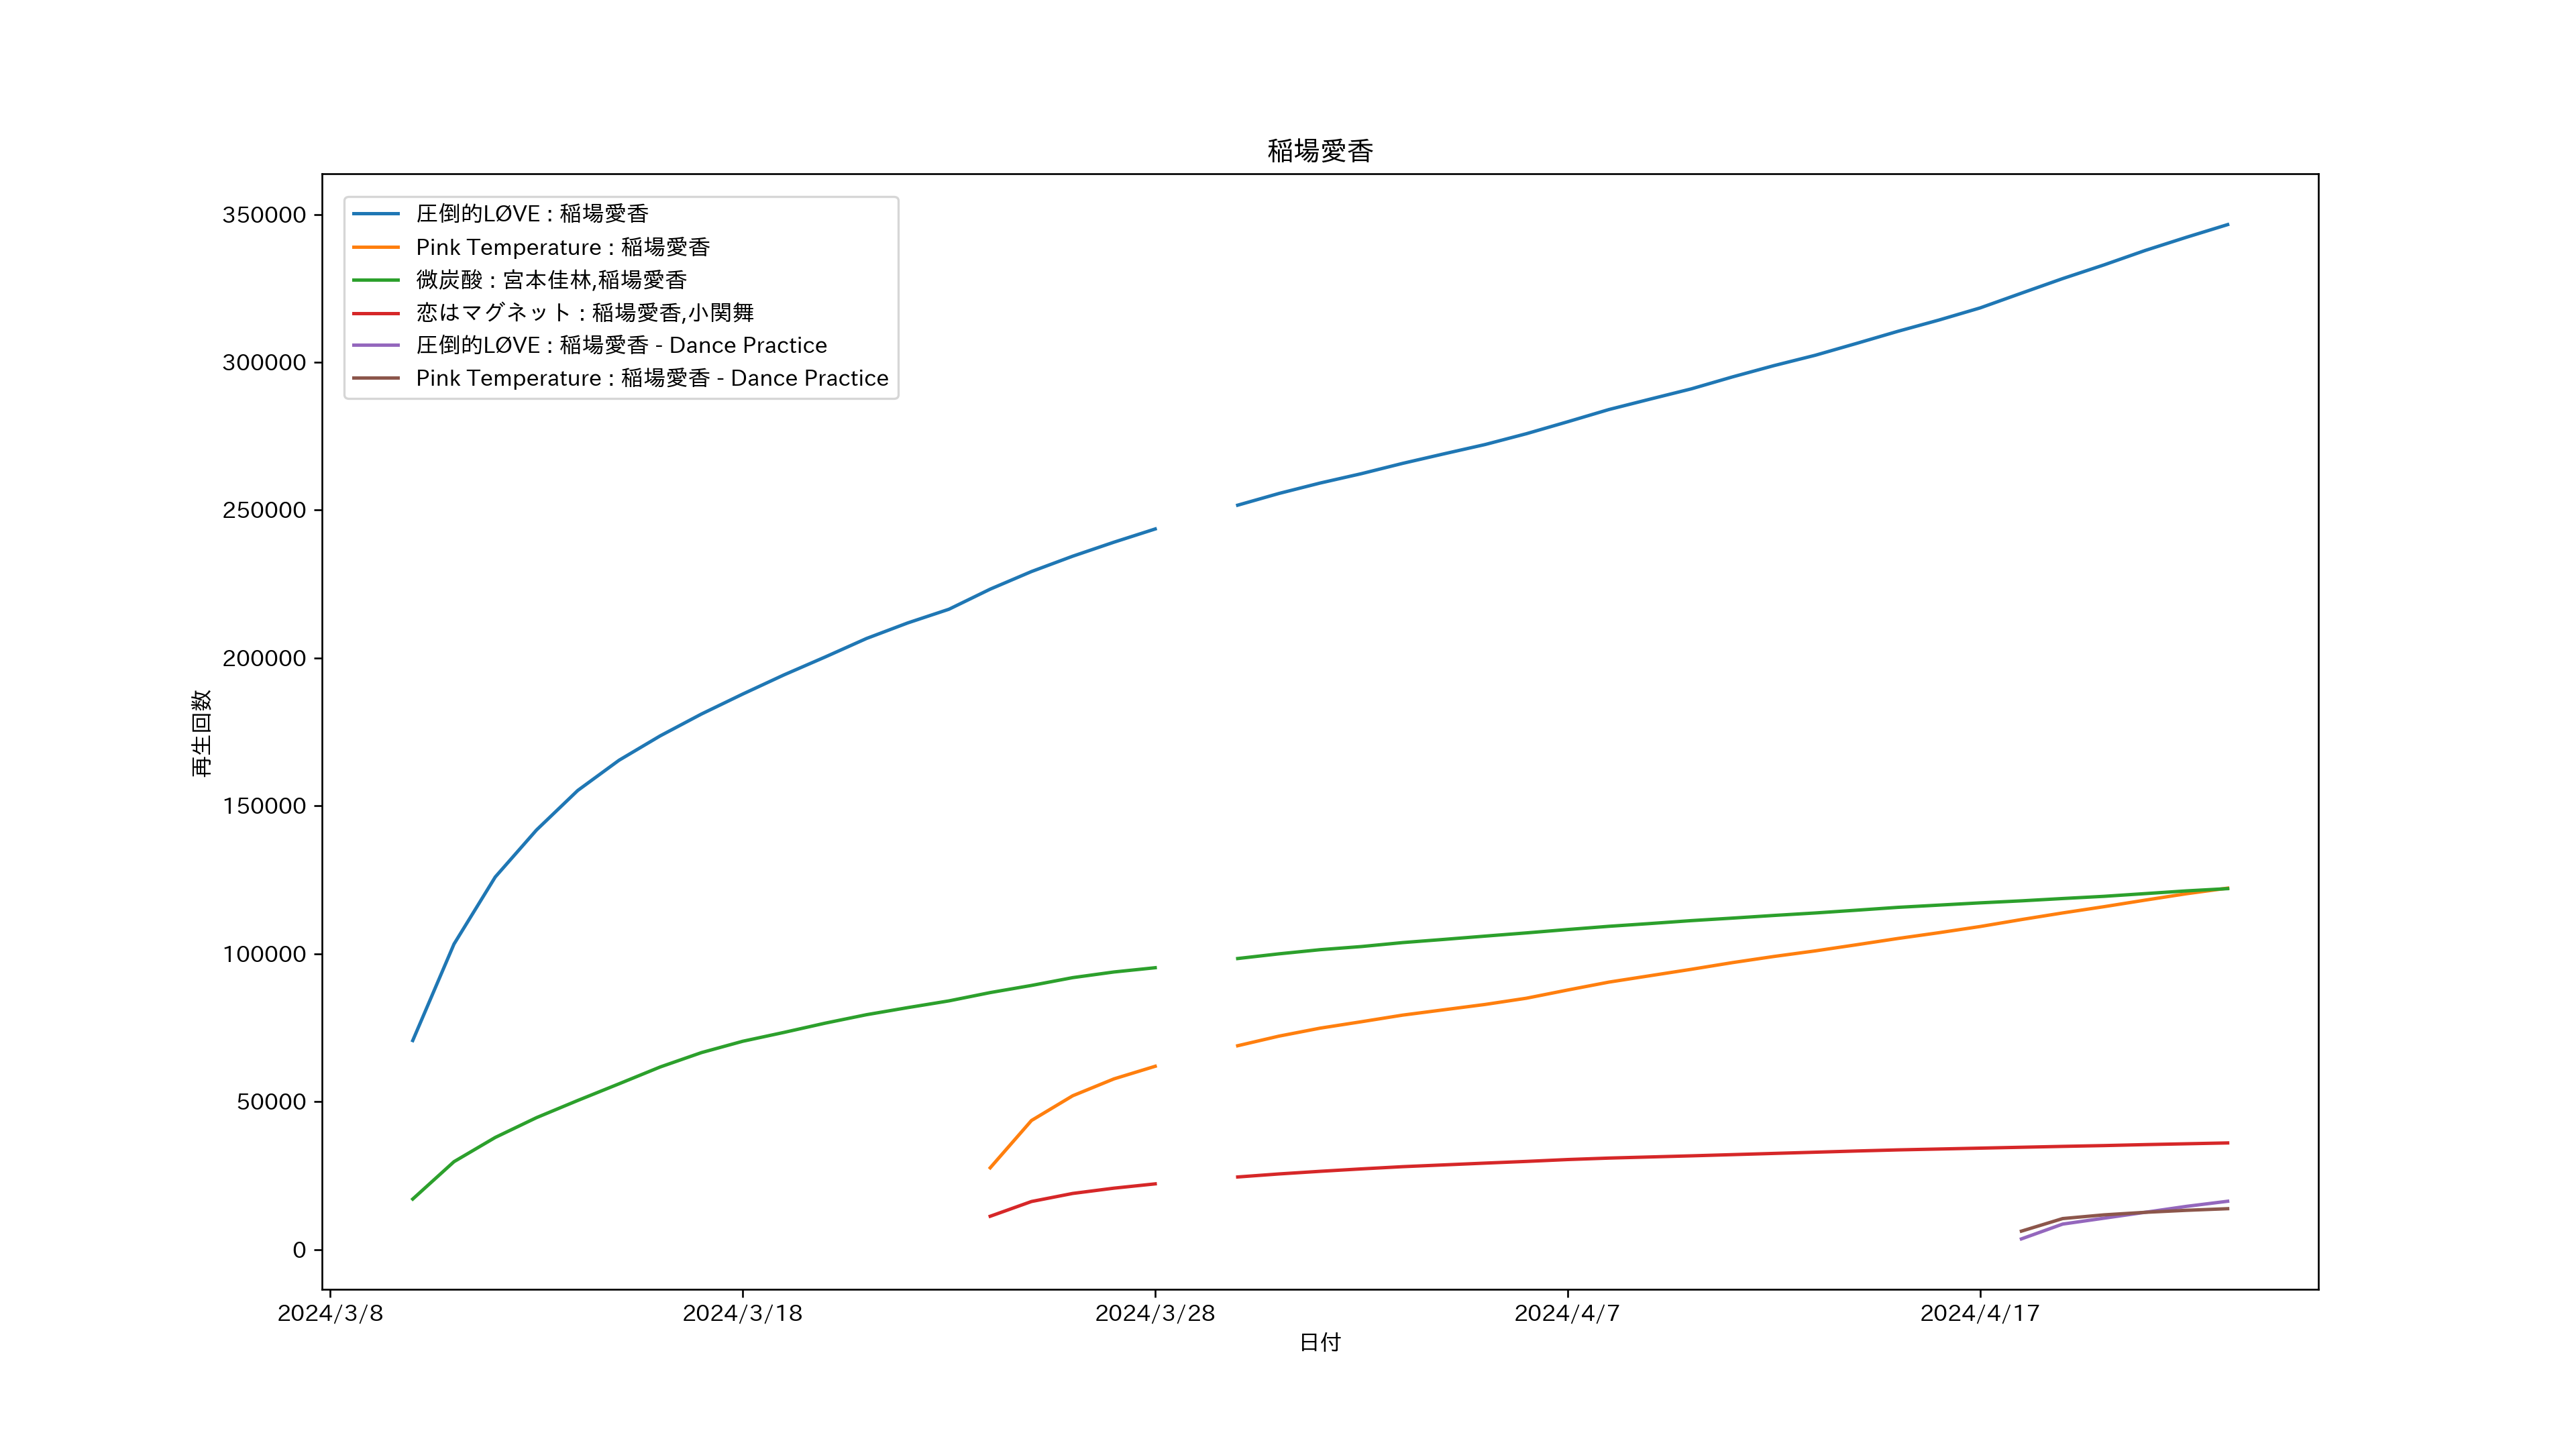 稲場愛香
圧倒的LØVE : 稲場愛香
Pink Temperature : 稲場愛香
微炭酸 : 宮本佳林,稲場愛香
恋はマグネット : 稲場愛香,小関舞
圧倒的LØVE : 稲場愛香 - Dance Practice
Pink Temperature : 稲場愛香 - Dance Practice
再生回数
350000
300000
250000
200000
150000
100000
50000
0
2024/3/8
2024/3/18
2024/3/28
2024/4/7
2024/4/17
日付